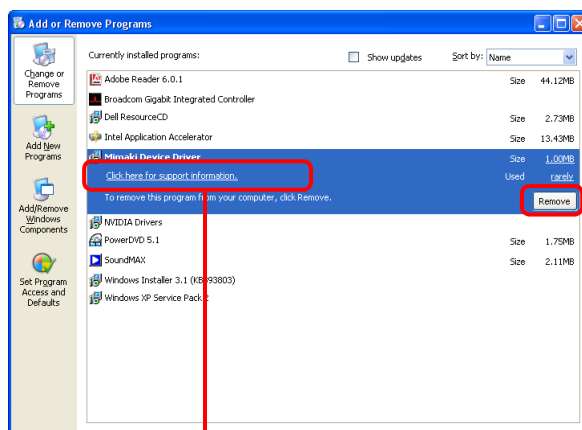 Add or Remove Programs
Change or
Remove
Programs
Add New
Programs
Add/Remove
Windows
Components
Set Program
Access and
Defaults
Currently installed programs: Show updates Sort by: Name
Adobe Reader 6.0.1 Size 44.12MB
Broadcom Gigabit Integrated Controller
Dell ResourceCD Size 2.73MB
Intel Application Accelerator Size 13.43MB
Mimaki Device Driver Size 1.00MB
Click here for support information. Used rarely
To remove this program from your computer, click Remove. Remove
NVIDIA Drivers
PowerDVD 5.1 Size 1.75MB
SoundMAX Size 2.11MB
Windows Installer 3.1 (KB893803)
Windows XP Service Pack 2